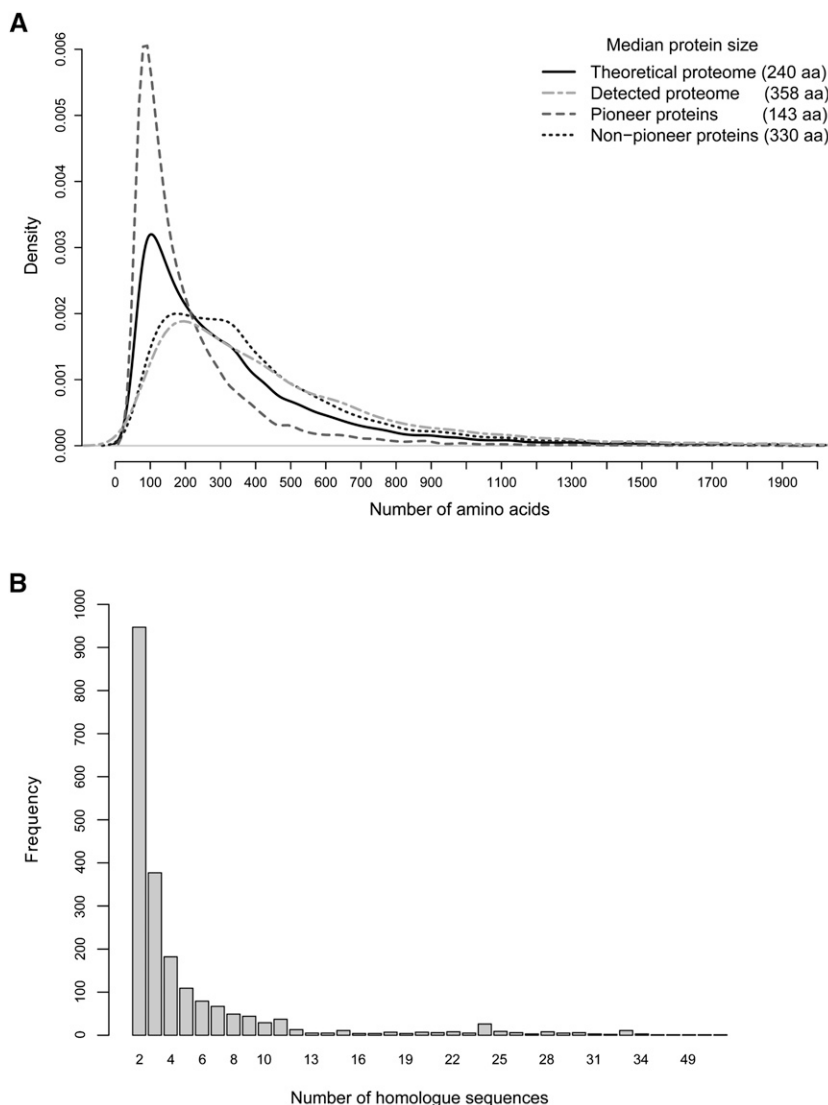 A
Median protein size
Theoretical proteome (240 aa)
Detected proteome (358 aa)
Pioneer proteins (143 aa)
Non−pioneer proteins (330 aa)
Density
0.006
0.005
0.004
0.003
0.002
0.001
0.000
0 100 200 300 400 500 600 700 800 900 1100 1300 1500 1700 1900
Number of amino acids
B
Frequency
1000
900
800
700
600
500
400
300
200
100
0
2 4 6 8 10 13 16 19 22 25 28 31 34 49
Number of homologue sequences